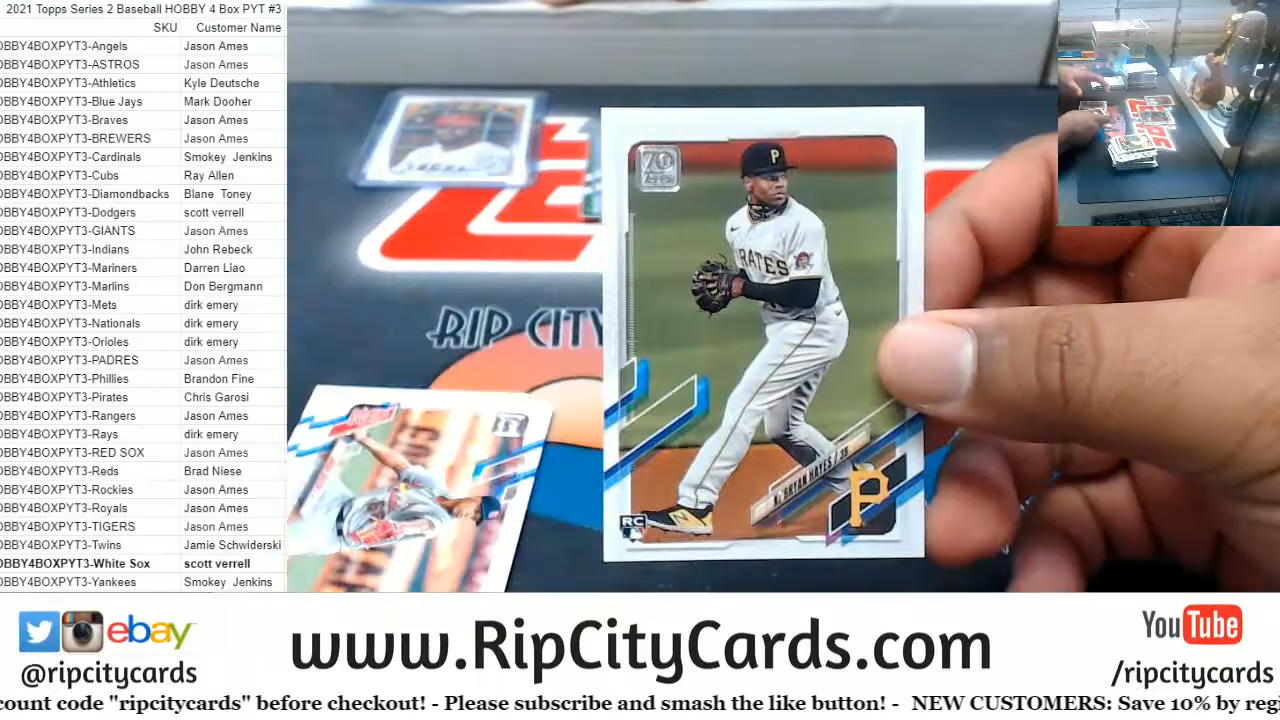 2021 Topps Series 2 Baseball HOBBY 4 Box PYT #3
SKU Customer Name
OBBY4BOXPYT3-Angels Jason Ames
OBBY4BOXPYT3-ASTROS Jason Ames
OBBY4BOXPYT3-Athletics Kyle Deutsche
OBBY4BOXPYT3-Blue Jays Mark Dooher
OBBY4BOXPYT3-Braves Jason Ames
OBBY4BOXPYT3-BREWERS Jason Ames
OBBY4BOXPYT3-Cardinals Smokey Jenkins
OBBY4BOXPYT3-Cubs Ray Allen
OBBY4BOXPYT3-Diamondbacks Blane Toney
OBBY4BOXPYT3-Dodgers scott verrell
OBBY4BOXPYT3-GIANTS Jason Ames
OBBY4BOXPYT3-Indians John Rebeck
OBBY4BOXPYT3-Mariners Darren Liao
OBBY4BOXPYT3-Marlins Don Bergmann
OBBY4BOXPYT3-Mets dirk emery
OBBY4BOXPYT3-Nationals dirk emery
OBBY4BOXPYT3-Orioles dirk emery
OBBY4BOXPYT3-PADRES Jason Ames
OBBY4BOXPYT3-Phillies Brandon Fine
OBBY4BOXPYT3-Pirates Chris Garosi
OBBY4BOXPYT3-Rangers Jason Ames
OBBY4BOXPYT3-Rays dirk emery
OBBY4BOXPYT3-RED SOX Jason Ames
OBBY4BOXPYT3-Reds Brad Niese
OBBY4BOXPYT3-Rockies Jason Ames
OBBY4BOXPYT3-Royals Jason Ames
OBBY4BOXPYT3-TIGERS Jason Ames
OBBY4BOXPYT3-Twins Jamie Schwiderski
OBBY4BOXPYT3-White Sox scott verrell
OBBY4BOXPYT3-Yankees Smokey Jenkins
RIP CITY
70
P
RATES
KE'BRYAN HAYES / 3B
P
RC
ebay
@ripcitycards
www.RipCityCards.com
YouTube
/ripcitycards
count code "ripcitycards" before checkout! - Please subscribe and smash the like button! - NEW CUSTOMERS: Save 10% by regi